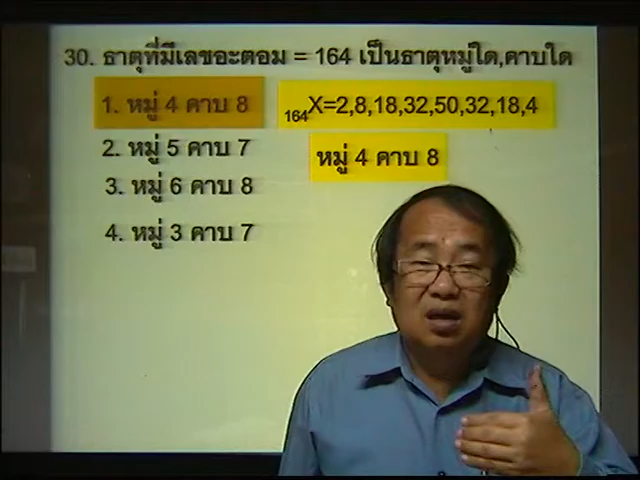 30. ธาตุที่มีเลขอะตอม = 164 เป็นธาตุหมู่ใด,คาบใด
1. หมู่ 4 คาบ 8
164X=2,8,18,32,50,32,18,4
2. หมู่ 5 คาบ 7
หมู่ 4 คาบ 8
3. หมู่ 6 คาบ 8
4. หมู่ 3 คาบ 7